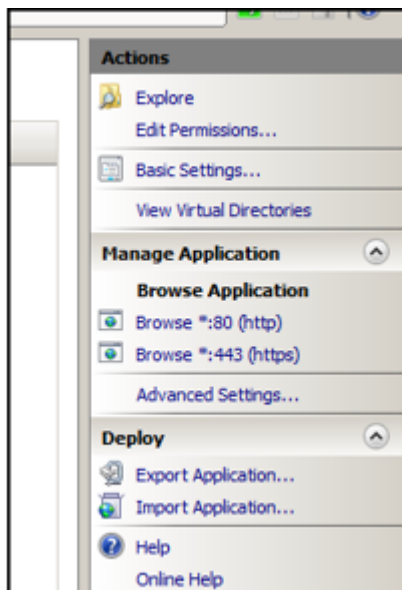 Actions
Explore
Edit Permissions...
Basic Settings...
View Virtual Directories
Manage Application
Browse Application
Browse *:80 (http)
Browse *:443 (https)
Advanced Settings...
Deploy
Export Application...
Import Application...
Help
Online Help